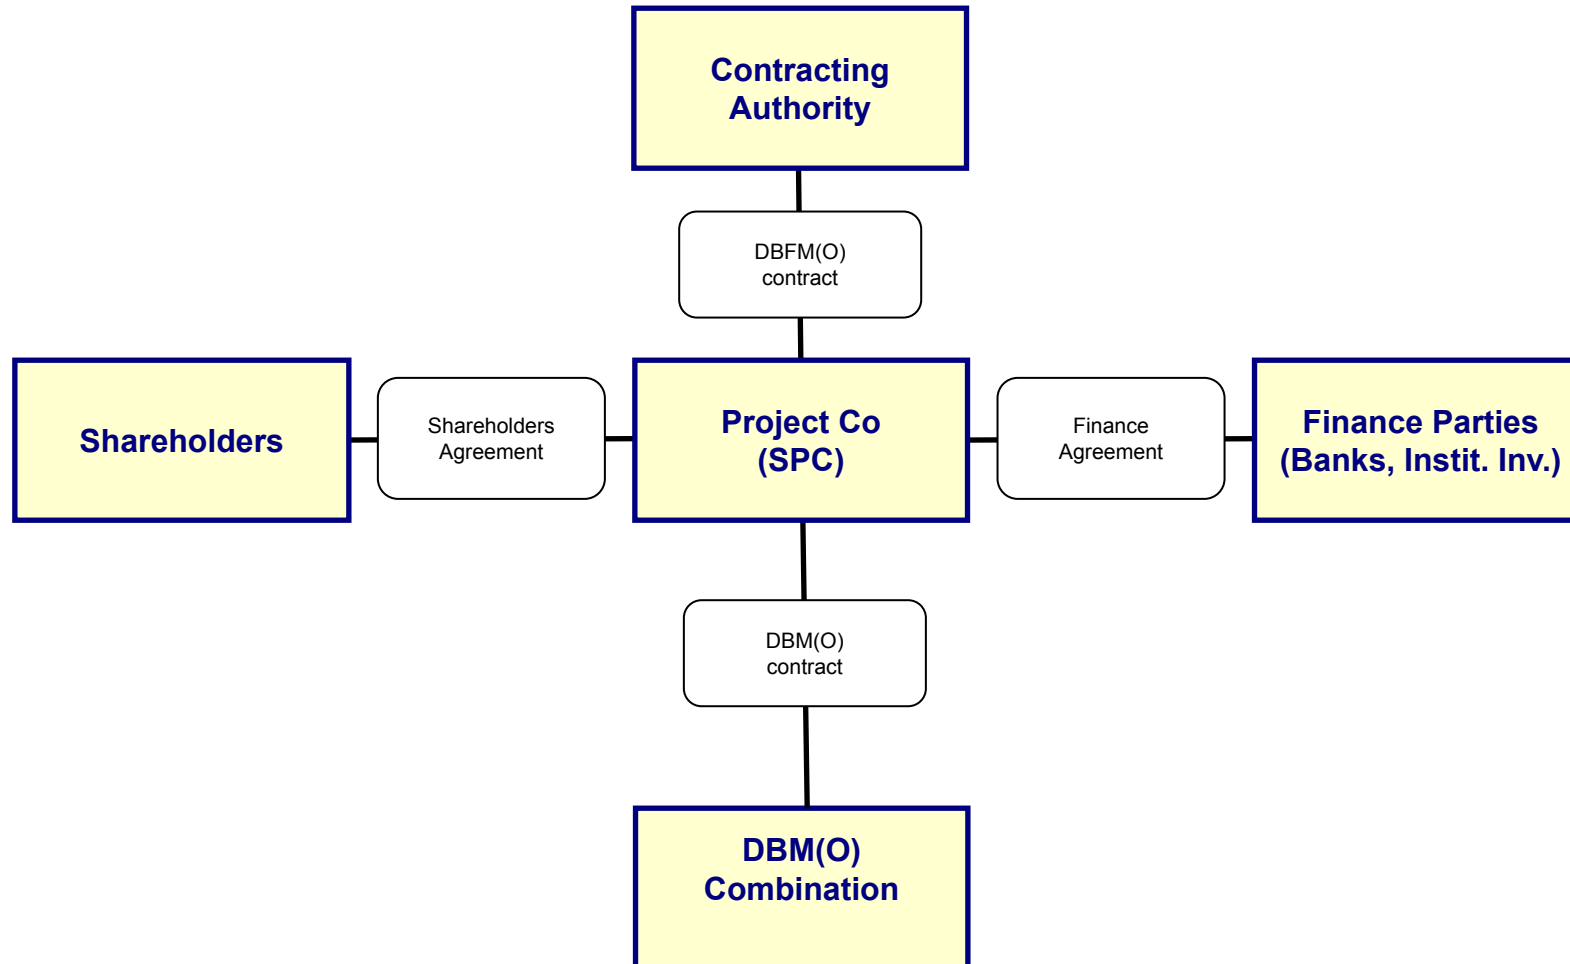 Contracting
Authority
DBFM(O)
contract
Shareholders
Shareholders
Agreement
Project Co
(SPC)
Finance
Agreement
Finance Parties
(Banks, Instit. Inv.)
DBM(O)
contract
DBM(O)
Combination